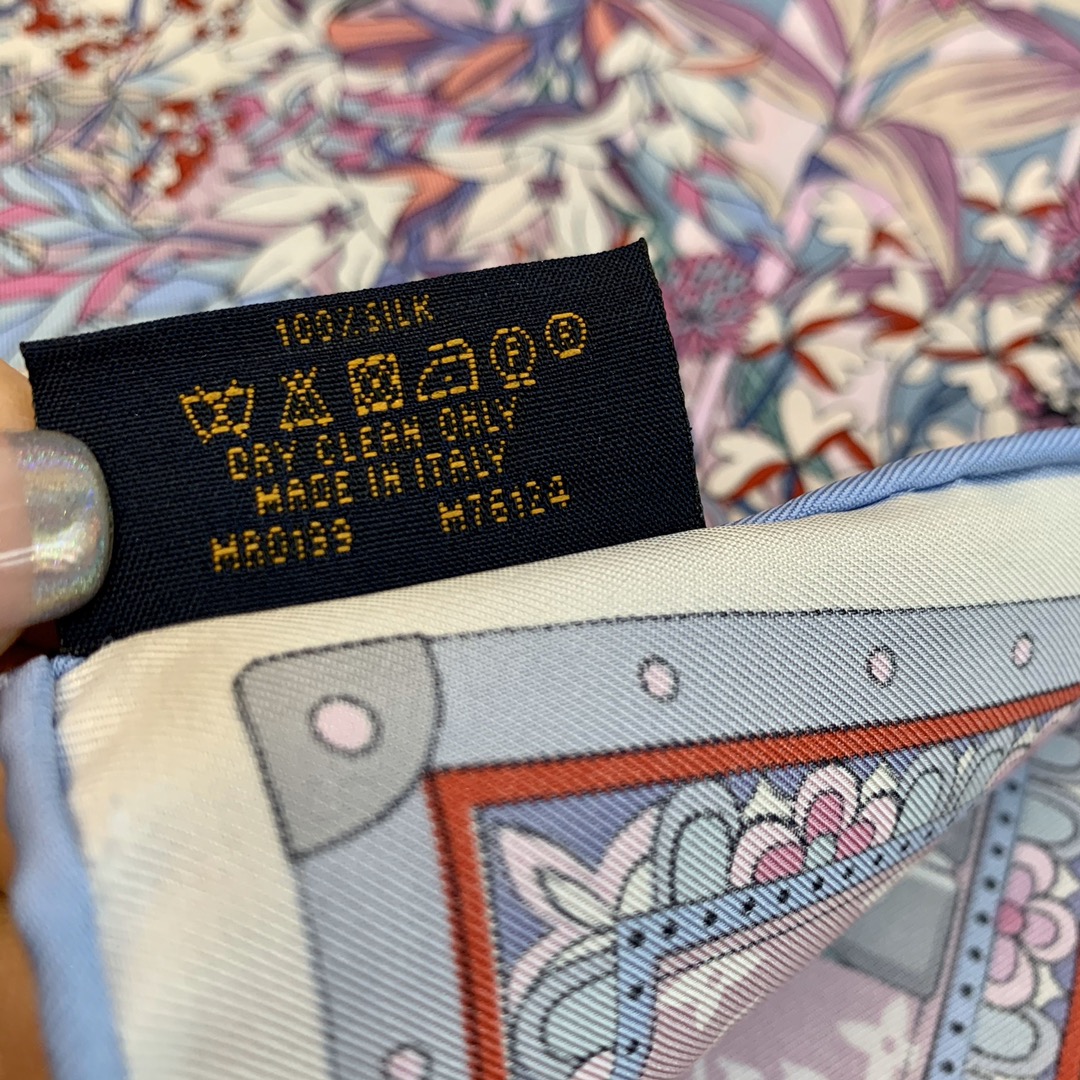 100% SILK
F R
DRY CLEAN ONLY
MADE IN ITALY
MR0199 M76124